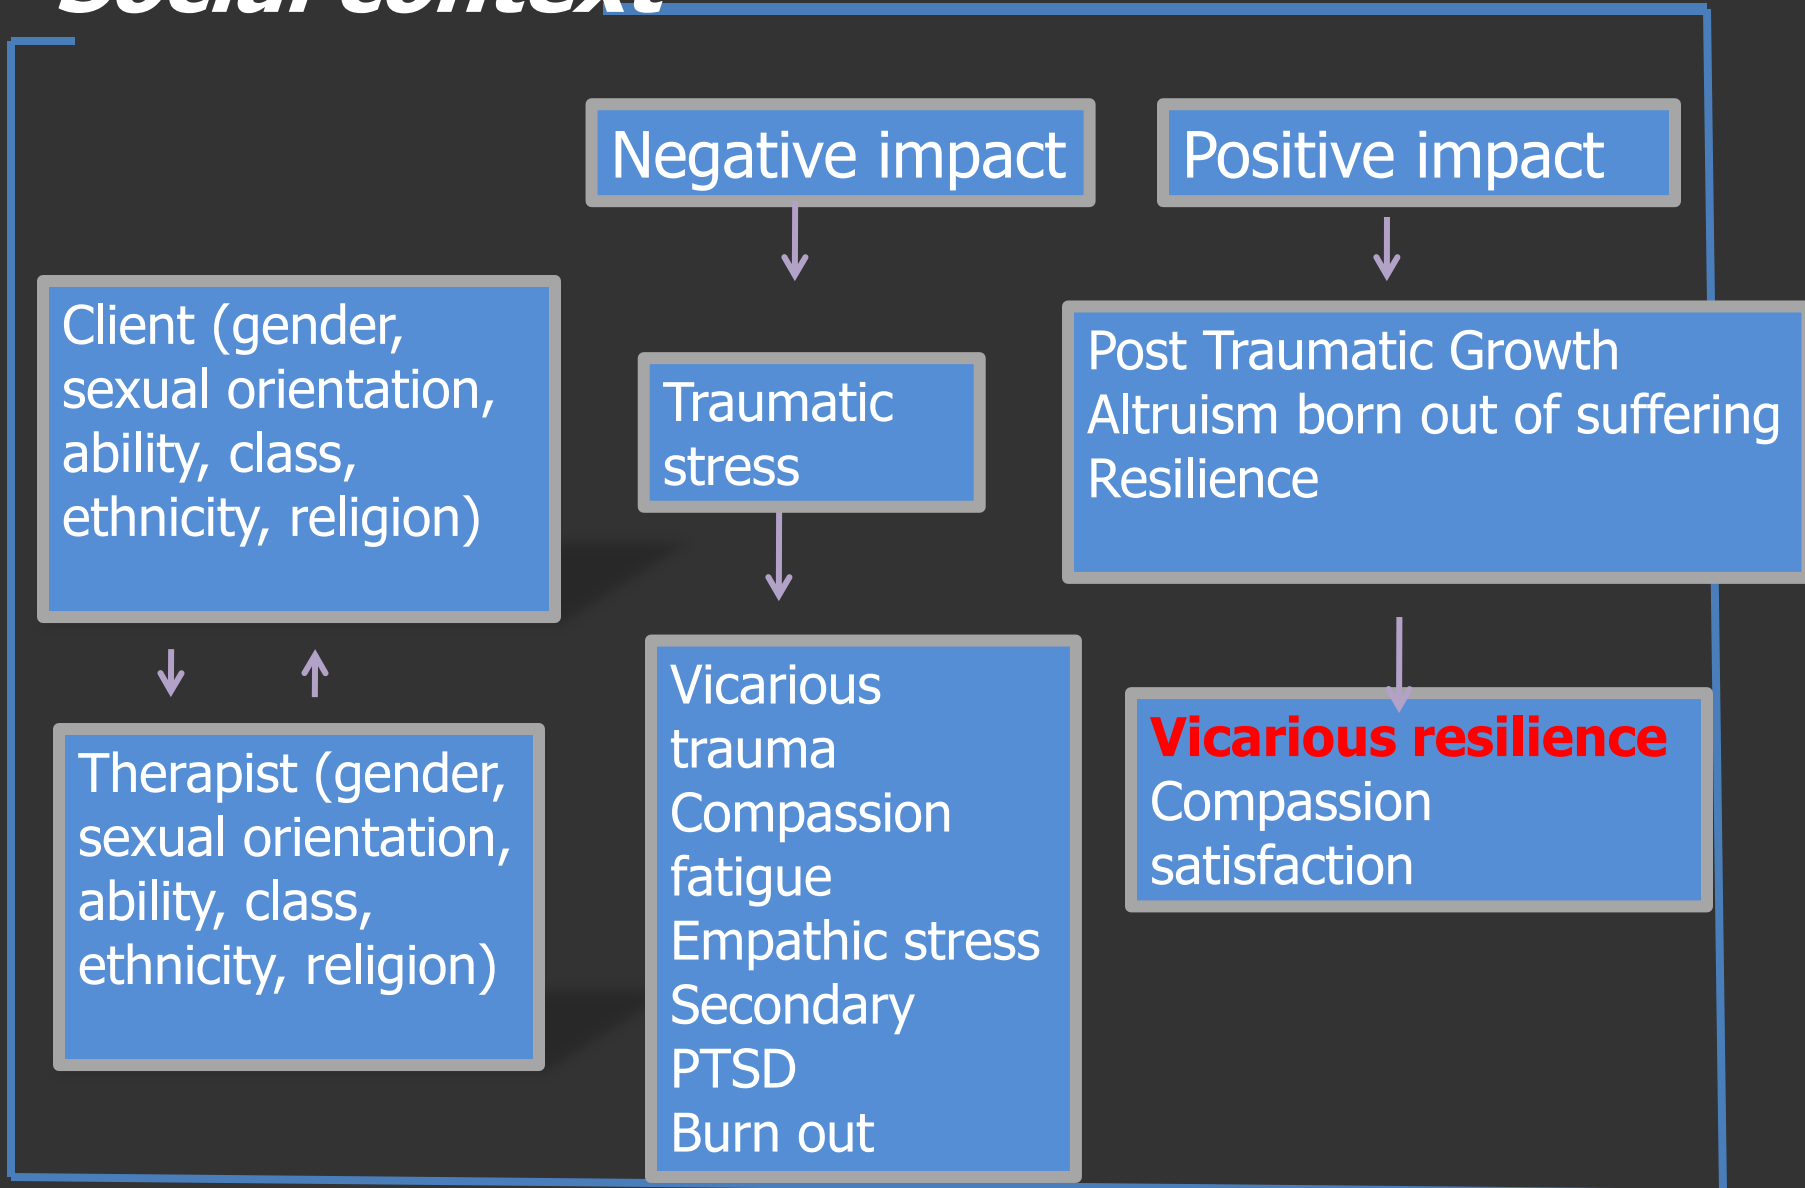 Social context
Negative impact
Positive impact
Client (gender,
sexual orientation,
ability, class,
ethnicity, religion)
Traumatic
stress
Post Traumatic Growth
Altruism born out of suffering
Resilience
Therapist (gender,
sexual orientation,
ability, class,
ethnicity, religion)
Vicarious
trauma
Compassion
fatigue
Empathic stress
Secondary
PTSD
Burn out
Vicarious resilience
Compassion
satisfaction